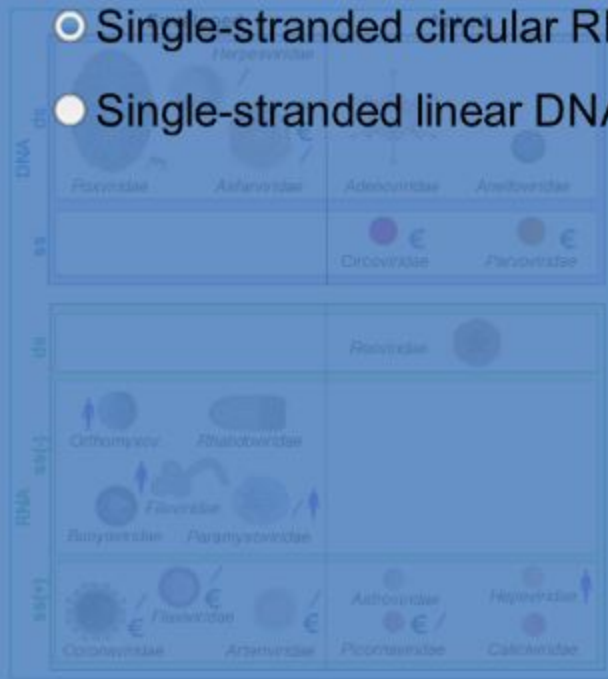 Single-stranded circular R
Herpesviridae
Single-stranded linear DNA
ds
DNA
Poxviridae Asfarviridae Adenoviridae Anelloviridae
ss
€ €
Circoviridae Parvoviridae
ds
Reoviridae
Orthomyxov. Rhabdoviridae
ss(-)
RNA
Filoviridae
Bunyaviridae Paramyxoviridae
ss(+)
Astroviridae Hepeviridae
Flaviviridae
Coronaviridae Arteriviridae Picornaviridae Caliciviridae